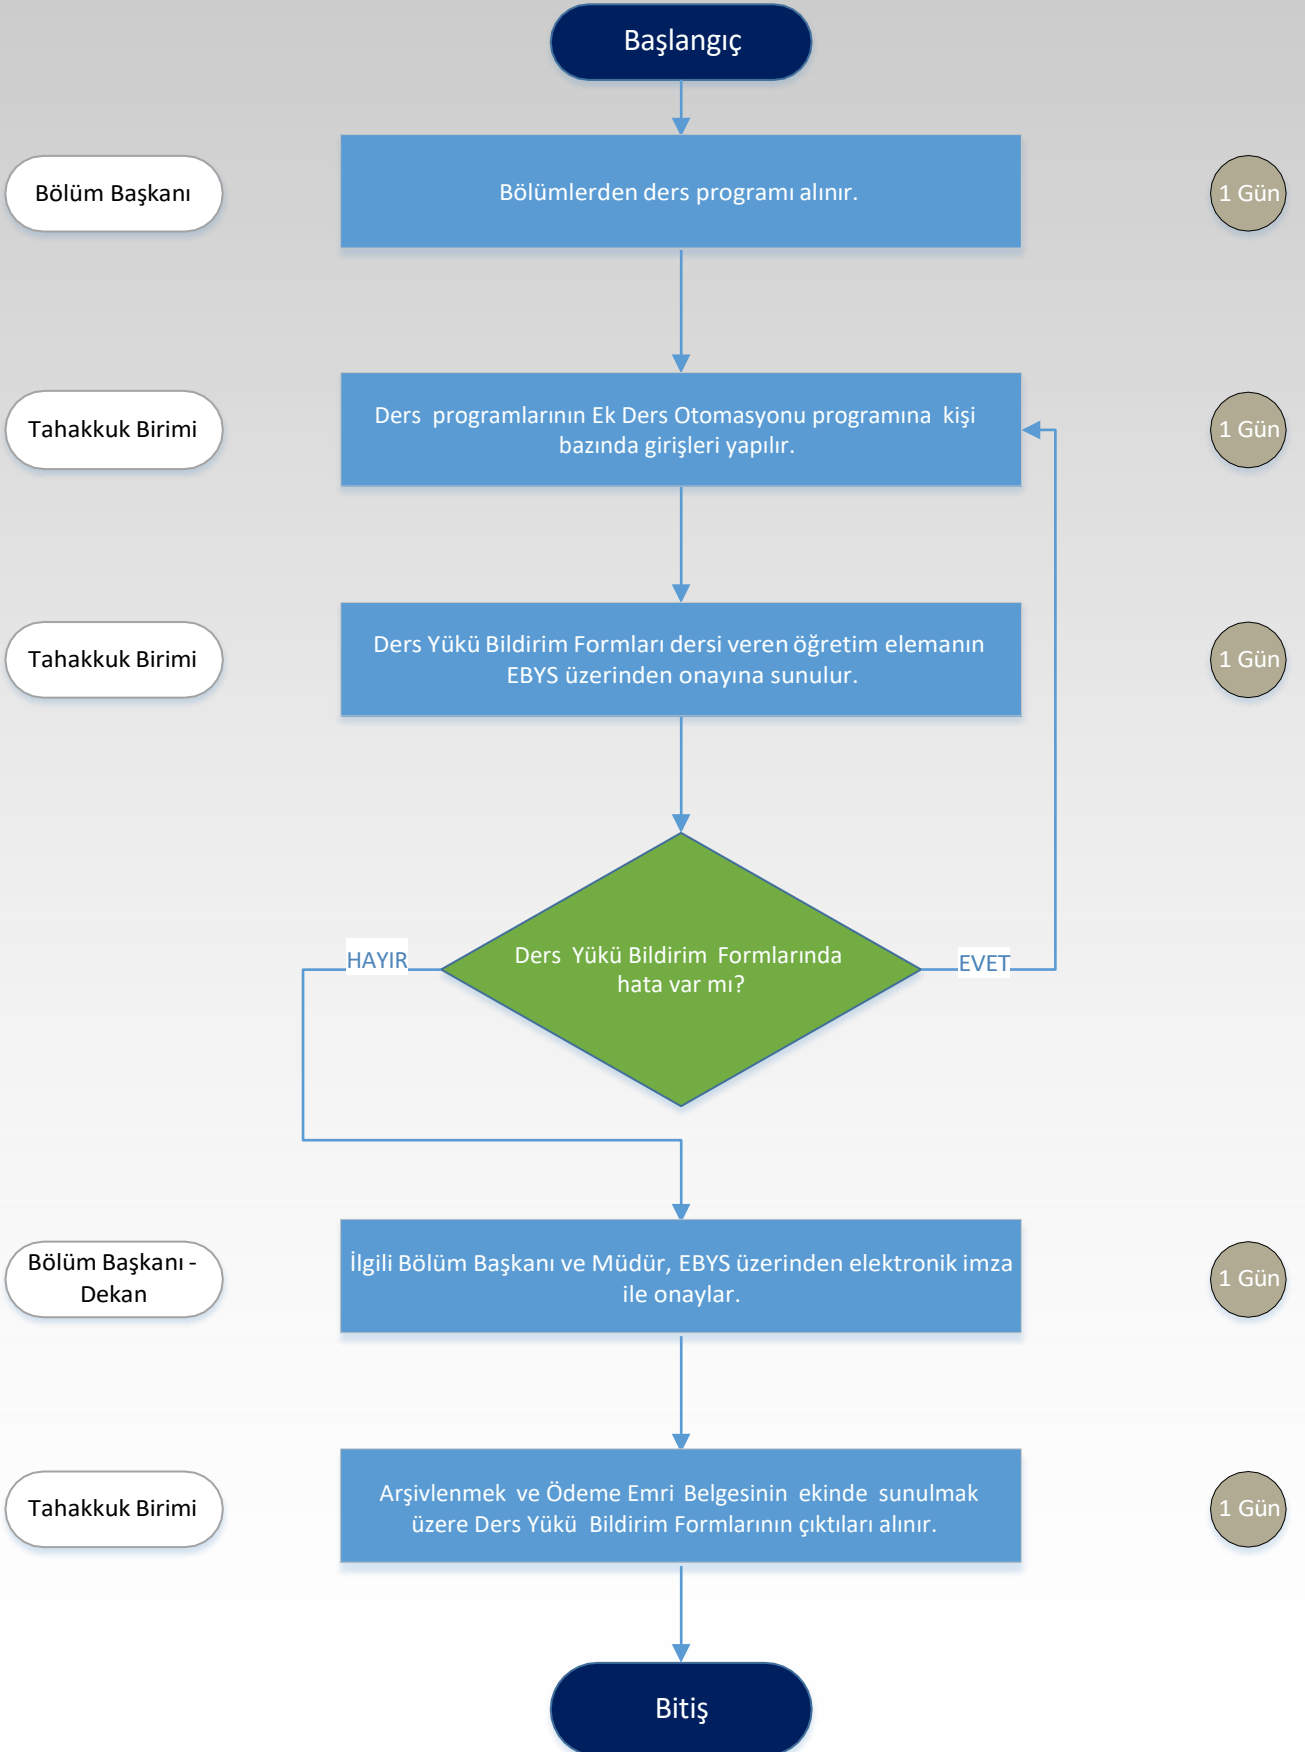 Başlangıç
Bölüm Başkanı
Bölümlerden ders programı alınır.
1 Gün
Tahakkuk Birimi
Ders programlarının Ek Ders Otomasyonu programına kişi
bazında girişleri yapılır.
1 Gün
Tahakkuk Birimi
Ders Yükü Bildirim Formları dersi veren öğretim elemanın
EBYS üzerinden onayına sunulur.
1 Gün
HAYIR
Ders Yükü Bildirim Formlarında
hata var mı?
EVET
Bölüm Başkanı -
Dekan
İlgili Bölüm Başkanı ve Müdür, EBYS üzerinden elektronik imza
ile onaylar.
1 Gün
Tahakkuk Birimi
Arşivlenmek ve Ödeme Emri Belgesinin ekinde sunulmak
üzere Ders Yükü Bildirim Formlarının çıktıları alınır.
1 Gün
Bitiş